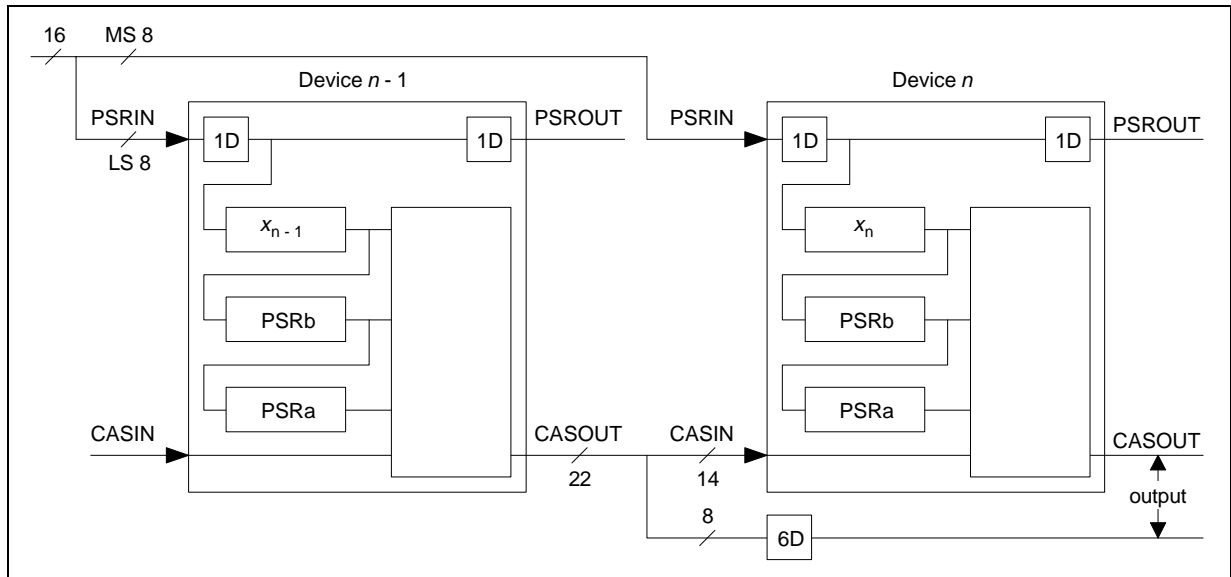 16 MS 8
Device n - 1 Device n
PSRIN 1D 1D PSROUT PSRIN 1D 1D PSROUT
LS 8
xn - 1 xn
PSRb PSRb
PSRa PSRa
CASIN CASOUT CASIN CASOUT
22 14
output
8 6D